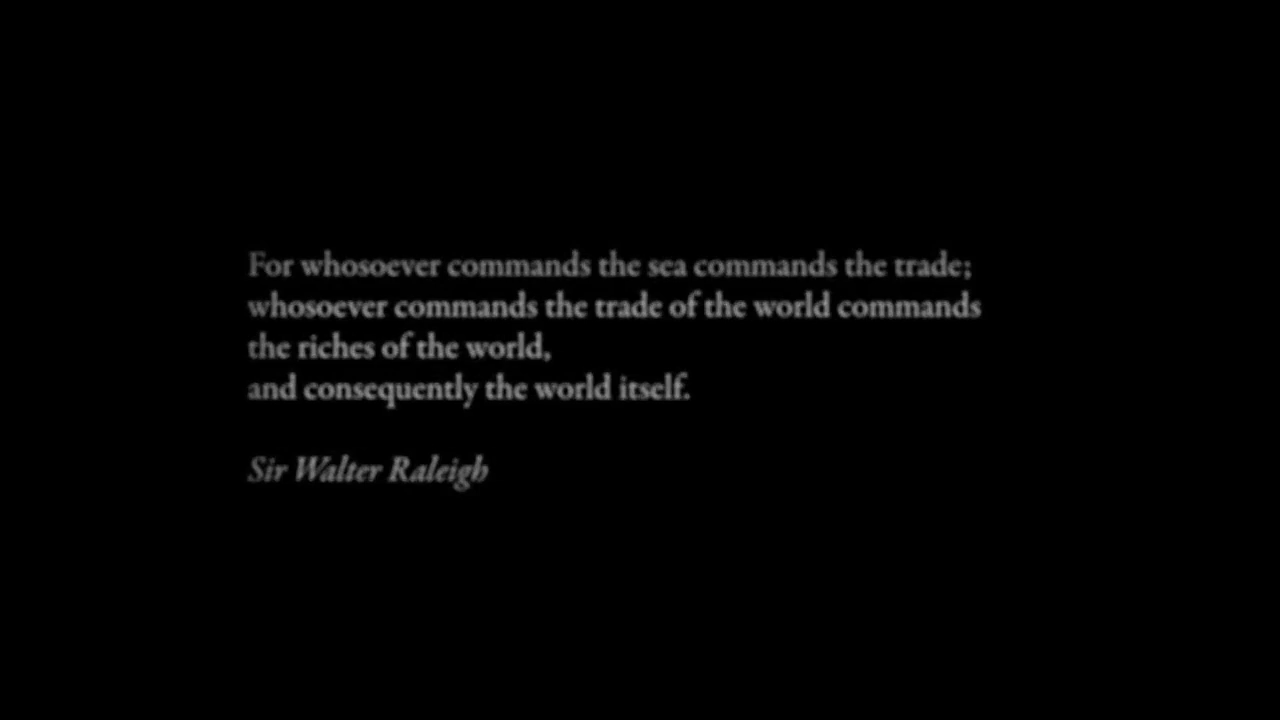 For whosoever commands the sea commands the trade;
whosoever commands the trade of the world commands
the riches of the world,
and consequently the world itself.
Sir Walter Raleigh